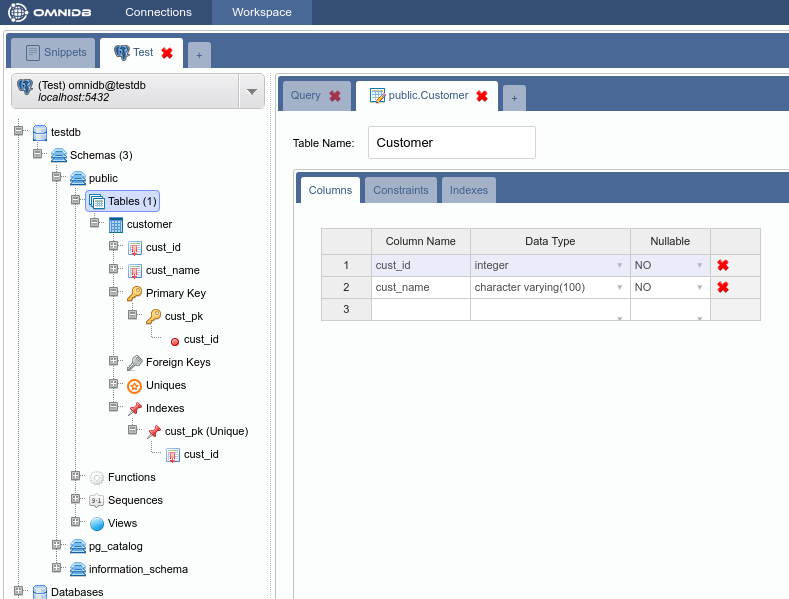 OMNIDB Connections Workspace
Snippets Test +
(Test) omnidb@testdb
localhost:5432
testdb
Schemas (3)
public
Tables (1)
customer
cust_id
cust_name
Primary Key
cust_pk
cust_id
Foreign Keys
Uniques
Indexes
cust_pk (Unique)
cust_id
Functions
9-1 Sequences
Views
pg_catalog
information_schema
Databases
Query public.Customer +
Table Name: Customer
Columns Constraints Indexes
Column Name Data Type Nullable
1 cust_id integer NO
2 cust_name character varying(100) NO
3